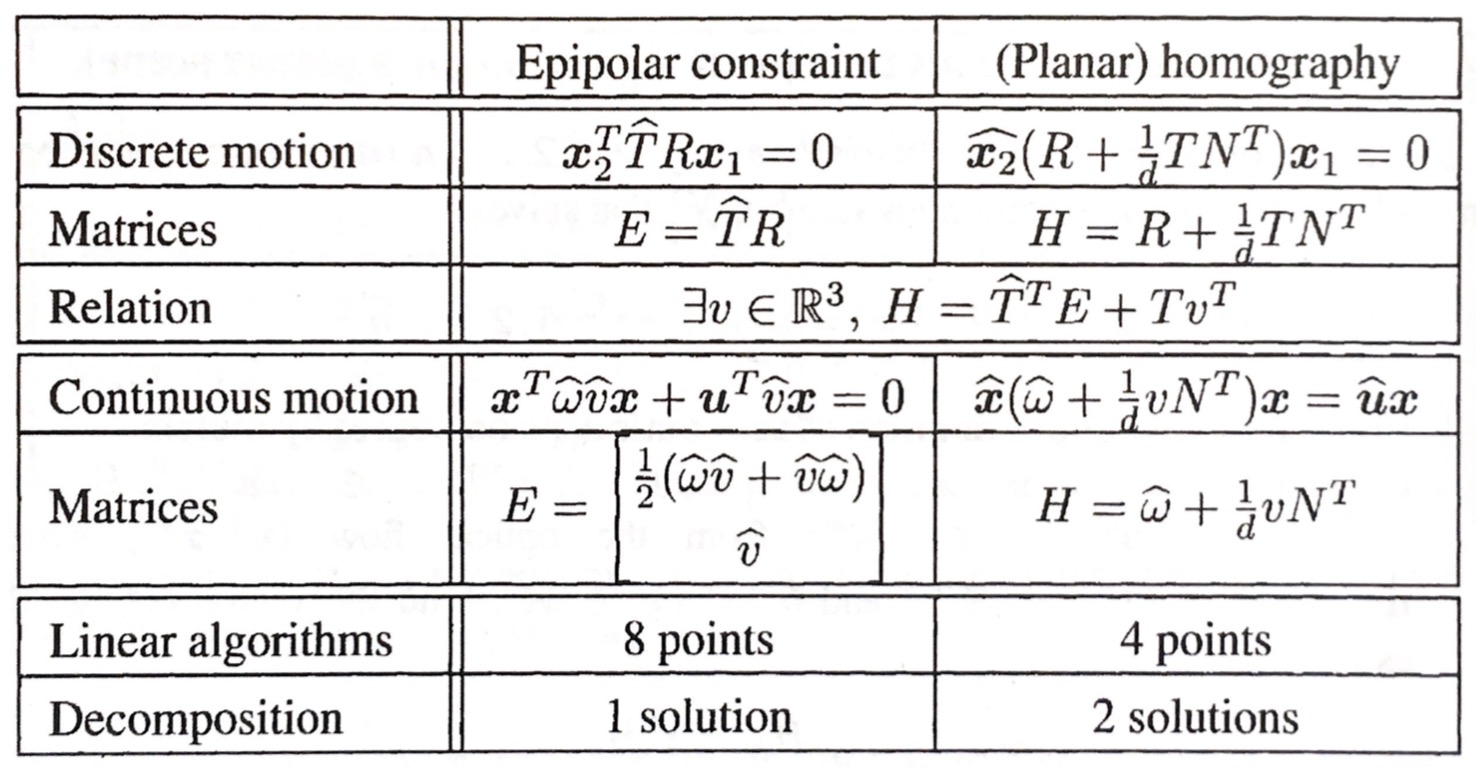 Epipolar constraint (Planar) homography
Discrete motion $\boldsymbol{x}_2^T \widehat{T} R \boldsymbol{x}_1 = 0$ $\widehat{\boldsymbol{x}_2}(R + \frac{1}{d} T N^T)\boldsymbol{x}_1 = 0$
Matrices $E = \widehat{T} R$ $H = R + \frac{1}{d} T N^T$
Relation $\exists v \in \mathbb{R}^3, H = \widehat{T}^T E + T v^T$
Continuous motion $\boldsymbol{x}^T \widehat{\omega} \widehat{v} \boldsymbol{x} + \boldsymbol{u}^T \widehat{v} \boldsymbol{x} = 0$ $\widehat{\boldsymbol{x}}(\widehat{\omega} + \frac{1}{d} v N^T)\boldsymbol{x} = \widehat{\boldsymbol{u}} \boldsymbol{x}$
Matrices $E = \begin{bmatrix} \frac{1}{2}(\widehat{\omega}\widehat{v} + \widehat{v}\widehat{\omega}) \\ \widehat{v} \end{bmatrix}$ $H = \widehat{\omega} + \frac{1}{d} v N^T$
Linear algorithms 8 points 4 points
Decomposition 1 solution 2 solutions